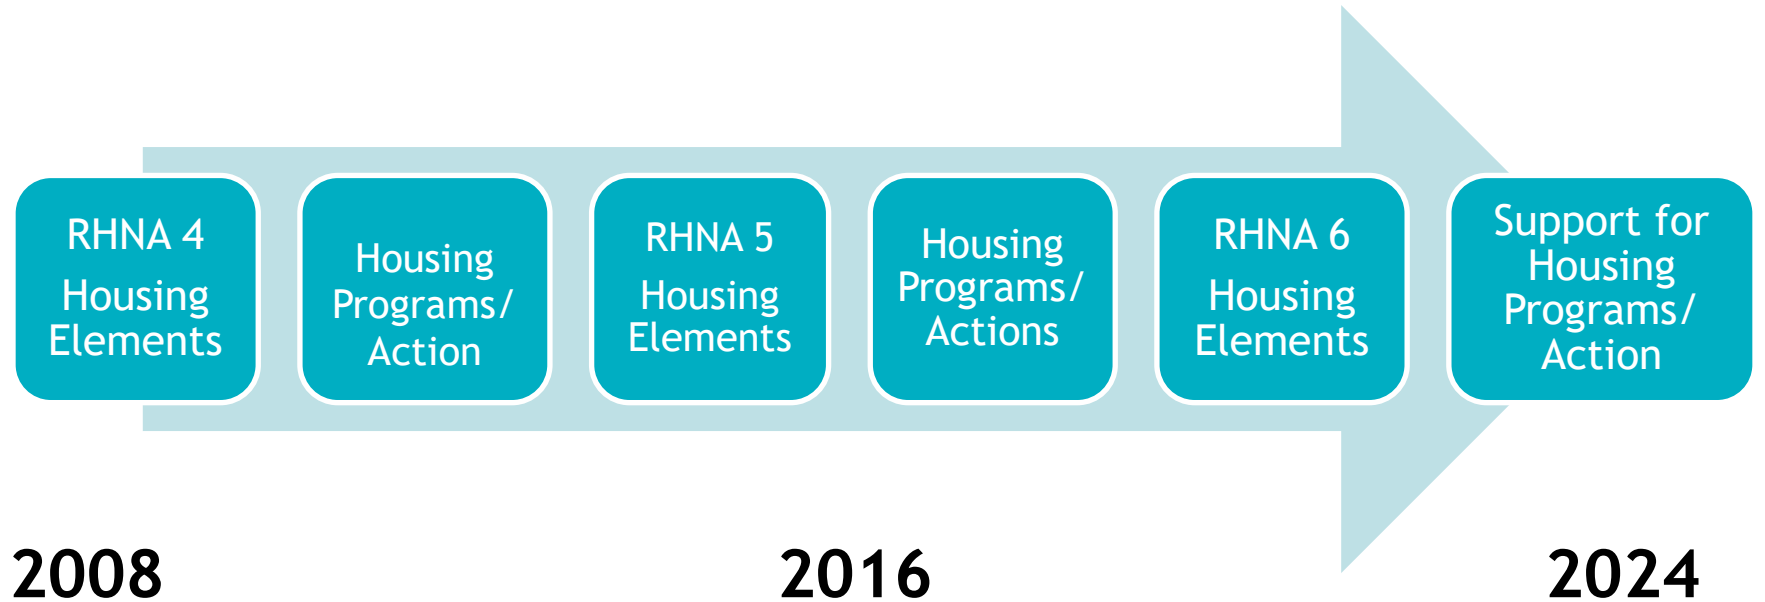 RHNA 4
Housing
Elements
Housing
Programs/
Action
RHNA 5
Housing
Elements
Housing
Programs/
Actions
RHNA 6
Housing
Elements
Support for
Housing
Programs/
Action
2008
2016
2024